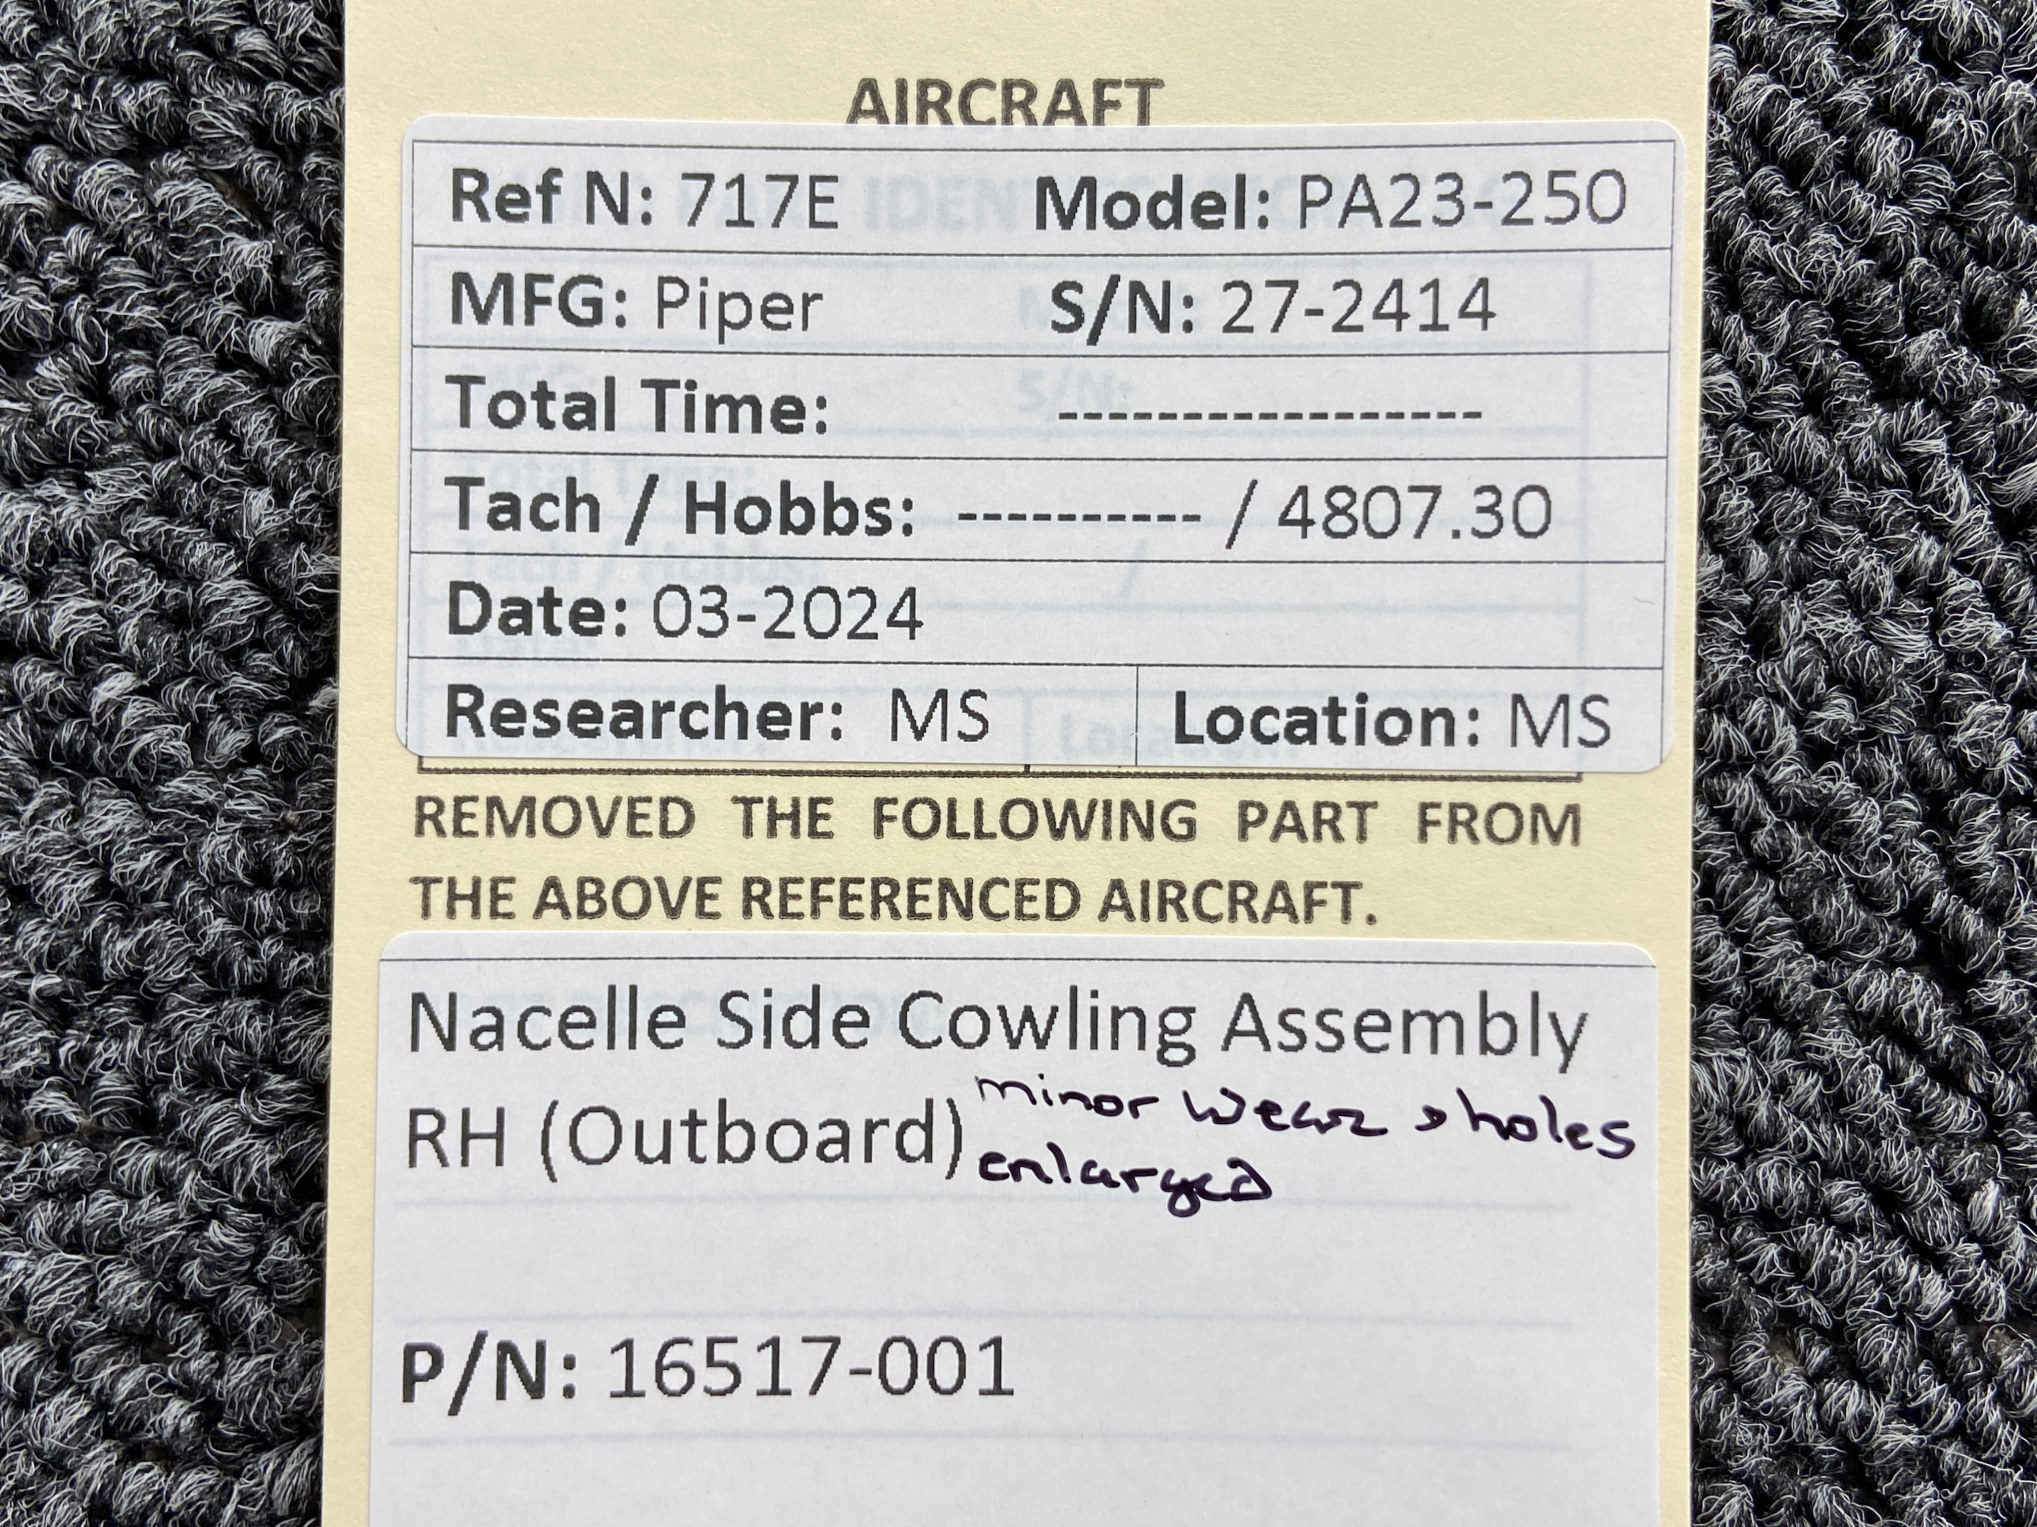 AIRCRAFT
Ref N: 717E Model: PA23-250
MFG: Piper S/N: 27-2414
Total Time: -----------------
Tach / Hobbs: ---------- / 4807.30
Date: 03-2024
Researcher: MS Location: MS
REMOVED THE FOLLOWING PART FROM
THE ABOVE REFERENCED AIRCRAFT.
Nacelle Side Cowling Assembly
RH (Outboard) minor wear > holes
enlarged
P/N: 16517-001